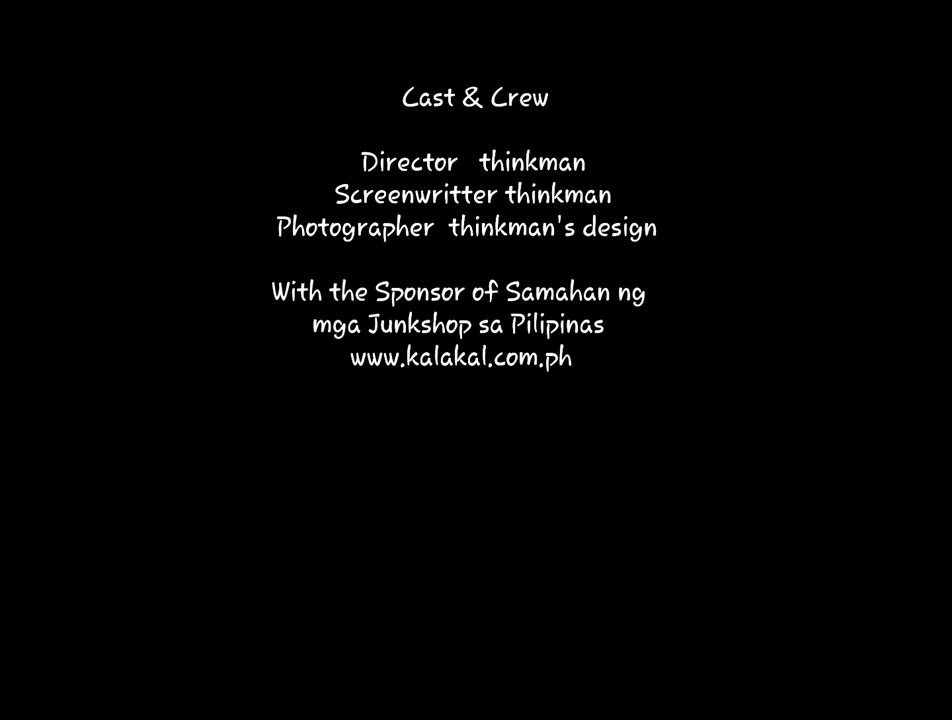 Cast & Crew
Director thinkman
Screenwritter thinkman
Photographer thinkman's design
With the Sponsor of Samahan ng
mga Junkshop sa Pilipinas
www.kalakal.com.ph